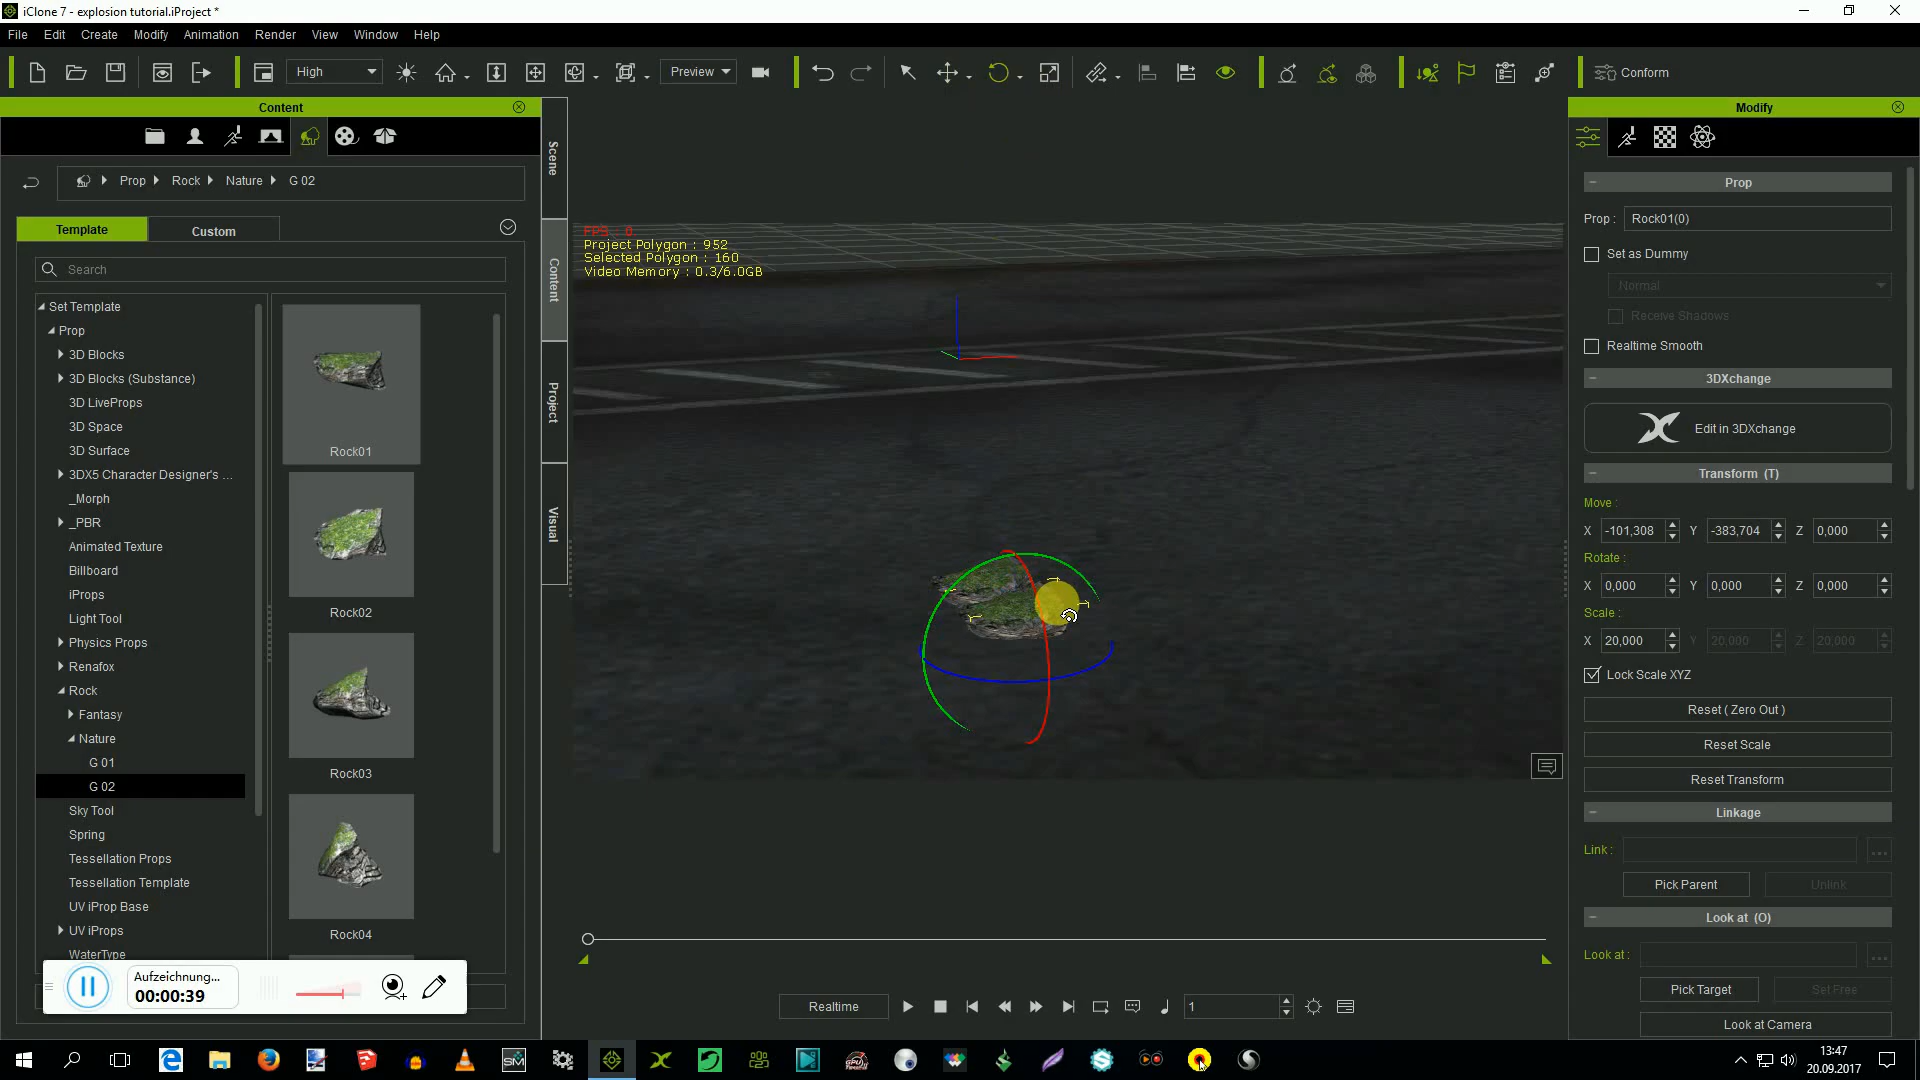 iClone 7 - explosion tutorial.iProject *
File Edit Create Modify Animation Render View Window Help
High
Preview
Conform
Content
Prop Rock Nature G 02
Template Custom
Search
Set Template
Prop
3D Blocks
3D Blocks (Substance)
3D LiveProps
3D Space
3D Surface
3DX5 Character Designer's ...
_Morph
_PBR
Animated Texture
Billboard
iProps
Light Tool
Physics Props
Renafox
Rock
Fantasy
Nature
G 01
G 02
Sky Tool
Spring
Tessellation Props
Tessellation Template
UV iProp Base
UV iProps
WaterType
Rock01
Rock02
Rock03
Rock04
Scene
Content
Project
Visual
FPS : 0
Project Polygon : 952
Selected Polygon : 160
Video Memory : 0.3/6.0GB
Modify
Prop
Prop : Rock01(0)
Set as Dummy
Normal
Receive Shadows
Realtime Smooth
3DXchange
Edit in 3DXchange
Transform (T)
Move :
X -101,308 Y -383,704 Z 0,000
Rotate :
X 0,000 Y 0,000 Z 0,000
Scale :
X 20,000 Y 20,000 Z 20,000
Lock Scale XYZ
Reset ( Zero Out )
Reset Scale
Reset Transform
Linkage
Link :
...
Pick Parent Unlink
Look at (O)
Look at :
...
Pick Target Set Free
Look at Camera
Aufzeichnung...
00:00:39
Realtime
1
SM
13:47
20.09.2017